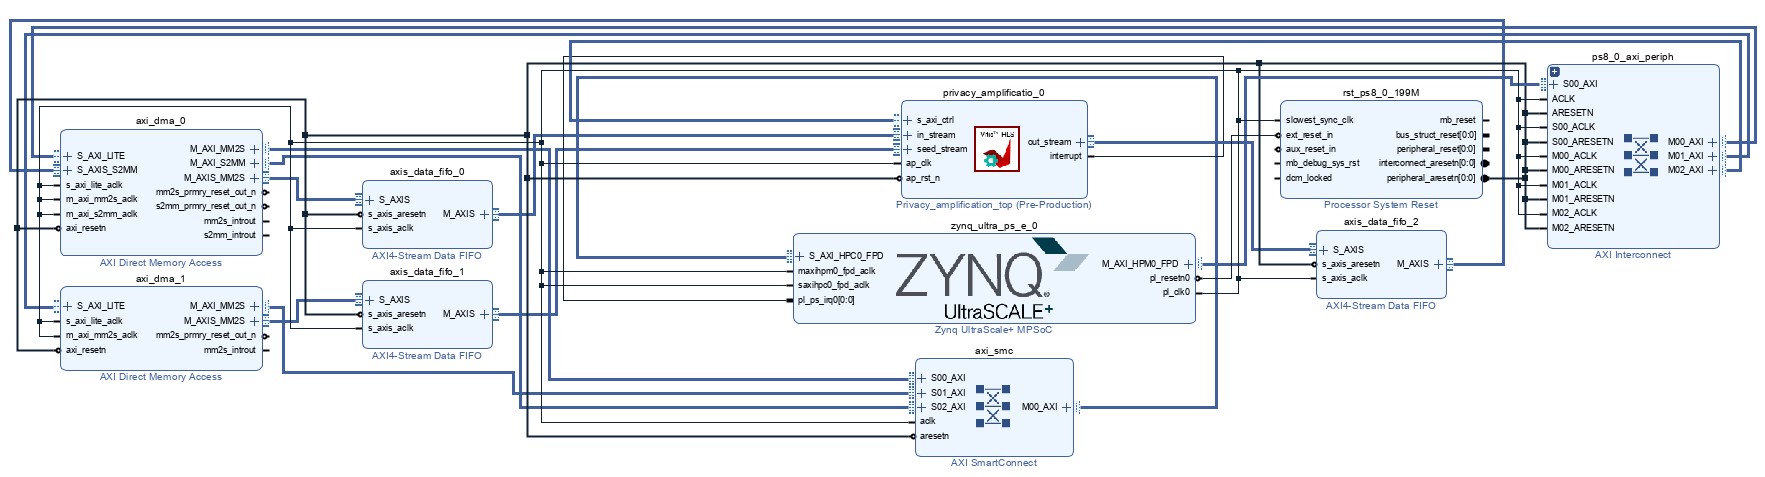 axi_dma_0
S_AXI_LITE
S_AXIS_S2MM
s_axi_lite_aclk
m_axi_mm2s_aclk
m_axi_s2mm_aclk
axi_resetn
M_AXI_MM2S
M_AXI_S2MM
M_AXIS_MM2S
mm2s_prmry_reset_out_n
s2mm_prmry_reset_out_n
mm2s_introut
s2mm_introut
AXI Direct Memory Access
axi_dma_1
S_AXI_LITE
s_axi_lite_aclk
m_axi_mm2s_aclk
axi_resetn
M_AXI_MM2S
M_AXIS_MM2S
mm2s_prmry_reset_out_n
mm2s_introut
AXI Direct Memory Access
axis_data_fifo_0
S_AXIS
s_axis_aresetn
s_axis_aclk
M_AXIS
AXI4-Stream Data FIFO
axis_data_fifo_1
S_AXIS
s_axis_aresetn
s_axis_aclk
M_AXIS
AXI4-Stream Data FIFO
privacy_amplificatio_0
s_axi_ctrl
in_stream
seed_stream
ap_clk
ap_rst_n
Vitis™ HLS
out_stream
interrupt
Privacy_amplification_top (Pre-Production)
zynq_ultra_ps_e_0
S_AXI_HPC0_FPD
maxihpm0_fpd_aclk
saxihpc0_fpd_aclk
pl_ps_irq0[0:0]
ZYNQ
UltraSCALE+
M_AXI_HPM0_FPD
pl_resetn0
pl_clk0
Zynq UltraScale+ MPSoC
axi_smc
S00_AXI
S01_AXI
S02_AXI
aclk
aresetn
M00_AXI
AXI SmartConnect
rst_ps8_0_199M
slowest_sync_clk
ext_reset_in
aux_reset_in
mb_debug_sys_rst
dcm_locked
mb_reset
bus_struct_reset[0:0]
peripheral_reset[0:0]
interconnect_aresetn[0:0]
peripheral_aresetn[0:0]
Processor System Reset
axis_data_fifo_2
S_AXIS
s_axis_aresetn
s_axis_aclk
M_AXIS
AXI4-Stream Data FIFO
ps8_0_axi_periph
S00_AXI
ACLK
ARESETN
S00_ACLK
S00_ARESETN
M00_ACLK
M00_ARESETN
M01_ACLK
M01_ARESETN
M02_ACLK
M02_ARESETN
M00_AXI
M01_AXI
M02_AXI
AXI Interconnect